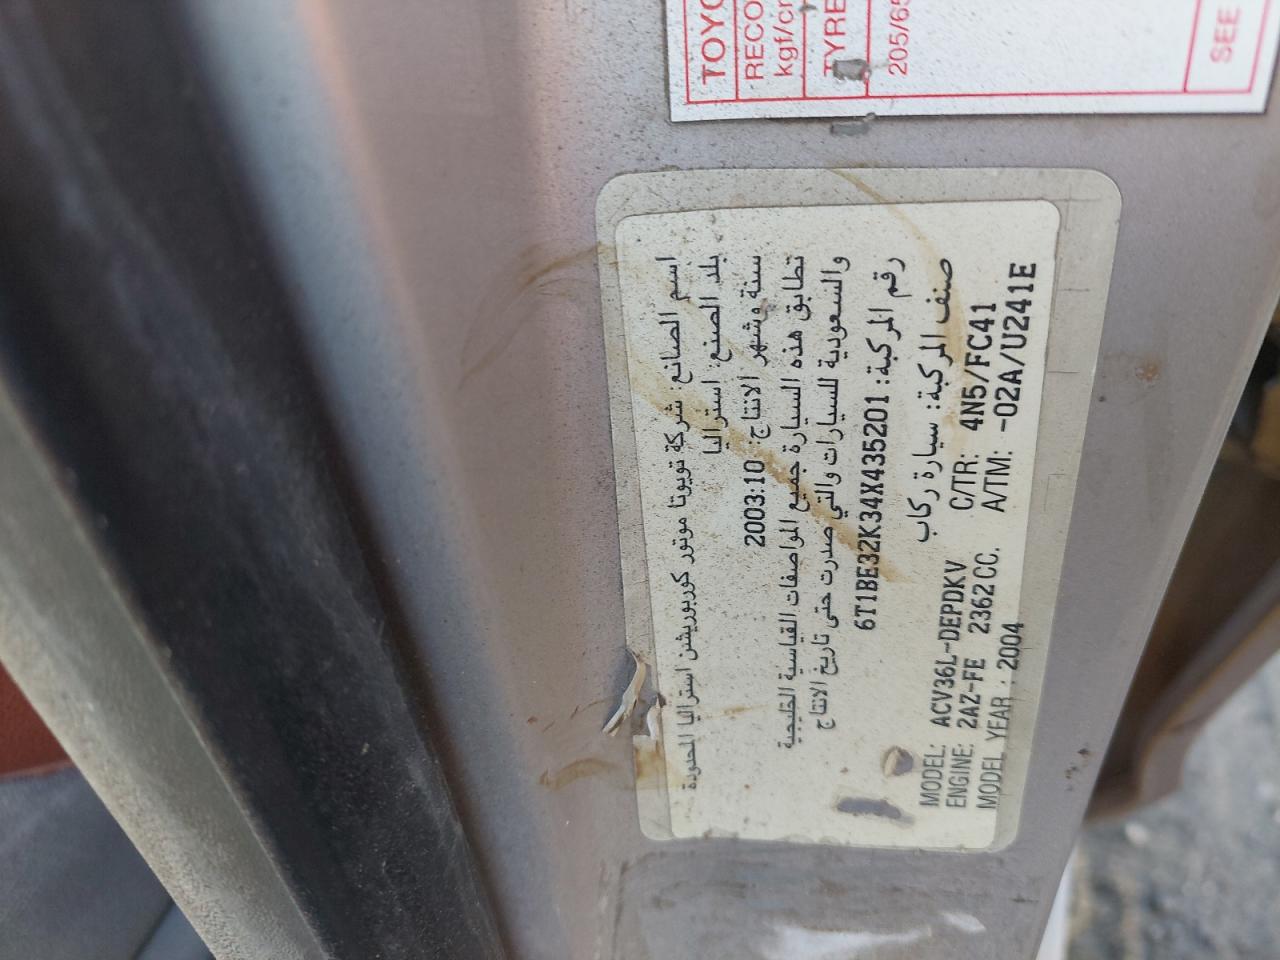 TOYO
RECO
kgf/cm
TYRE
205/65
SEE
اسم الصانع: شركة تويوتا موتور كوربوريشن استراليا المحدودة
بلد الصنع: استراليا
سنة وشهر الانتاج: 2003:10
تطابق هذه السيارة جميع المواصفات القياسية الخليجية
والسعودية للسيارات والتي صدرت حتى تاريخ الانتاج
رقم المركبة: 6T1BE32K34X435201
صنف المركبة: سيارة ركاب
MODEL: ACV36L-DEPDKV C/TR: 4N5/FC41
ENGINE: 2AZ-FE 2362CC. A/TM: -02A/U241E
MODEL YEAR : 2004